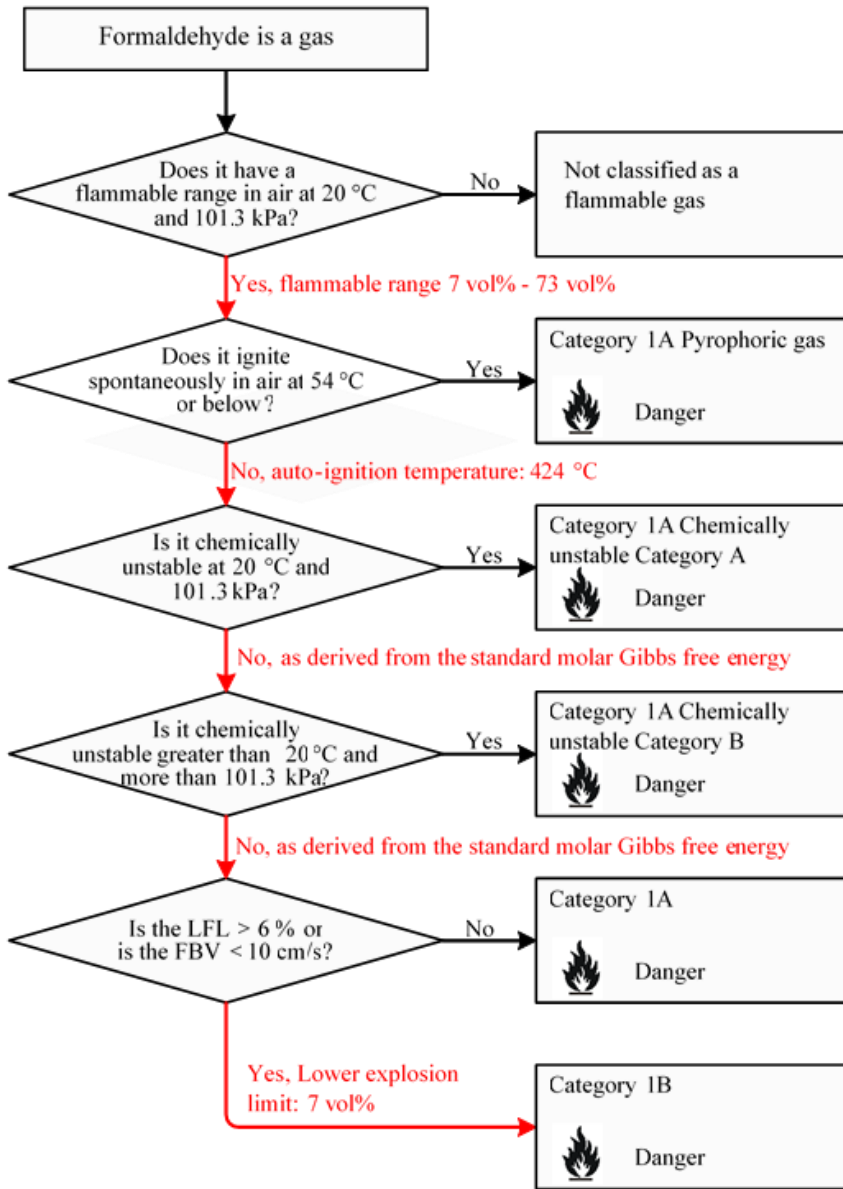 Formaldehyde is a gas
Does it have a
flammable range in air at 20 °C
and 101.3 kPa?
No
Not classified as a
flammable gas
Yes, flammable range 7 vol% - 73 vol%
Does it ignite
spontaneously in air at 54 °C
or below?
Yes
Category 1A Pyrophoric gas
Danger
No, auto-ignition temperature: 424 °C
Is it chemically
unstable at 20 °C and
101.3 kPa?
Yes
Category 1A Chemically
unstable Category A
Danger
No, as derived from the standard molar Gibbs free energy
Is it chemically
unstable greater than 20 °C and
more than 101.3 kPa?
Yes
Category 1A Chemically
unstable Category B
Danger
No, as derived from the standard molar Gibbs free energy
Is the LFL > 6 % or
is the FBV < 10 cm/s?
No
Category 1A
Danger
Yes, Lower explosion
limit: 7 vol%
Category 1B
Danger